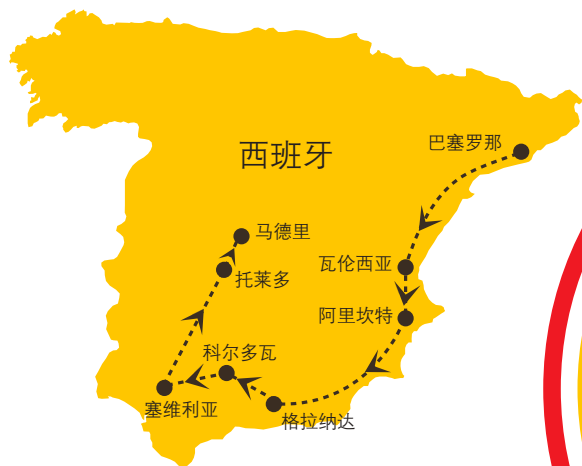 巴塞罗那
西班牙
马德里
瓦伦西亚
托莱多
阿里坎特
科尔多瓦
塞维利亚
格拉纳达